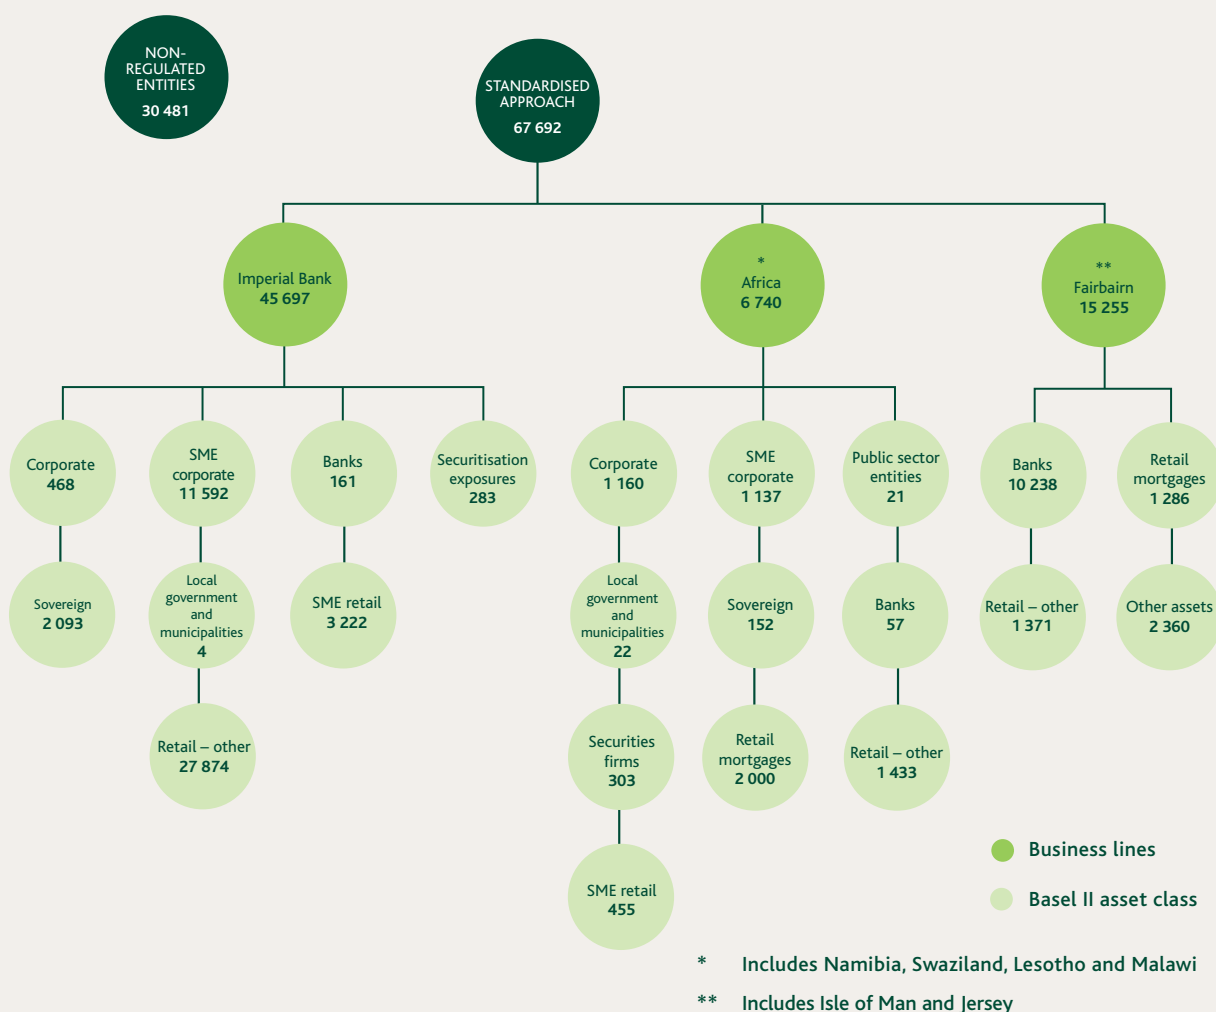 NON-
REGULATED
ENTITIES
30 481
STANDARDISED
APPROACH
67 692
Imperial Bank
45 697
*
Africa
6 740
**
Fairbairn
15 255
Corporate
468
SME
corporate
11 592
Banks
161
Securitisation
exposures
283
Corporate
1 160
SME
corporate
1 137
Public sector
entities
21
Banks
10 238
Retail
mortgages
1 286
Sovereign
2 093
Local
government
and
municipalities
4
SME retail
3 222
Local
government
and
municipalities
22
Sovereign
152
Banks
57
Retail – other
1 371
Other assets
2 360
Retail – other
27 874
Securities
firms
303
Retail
mortgages
2 000
Retail – other
1 433
SME retail
455
Business lines
Basel II asset class
* Includes Namibia, Swaziland, Lesotho and Malawi
** Includes Isle of Man and Jersey